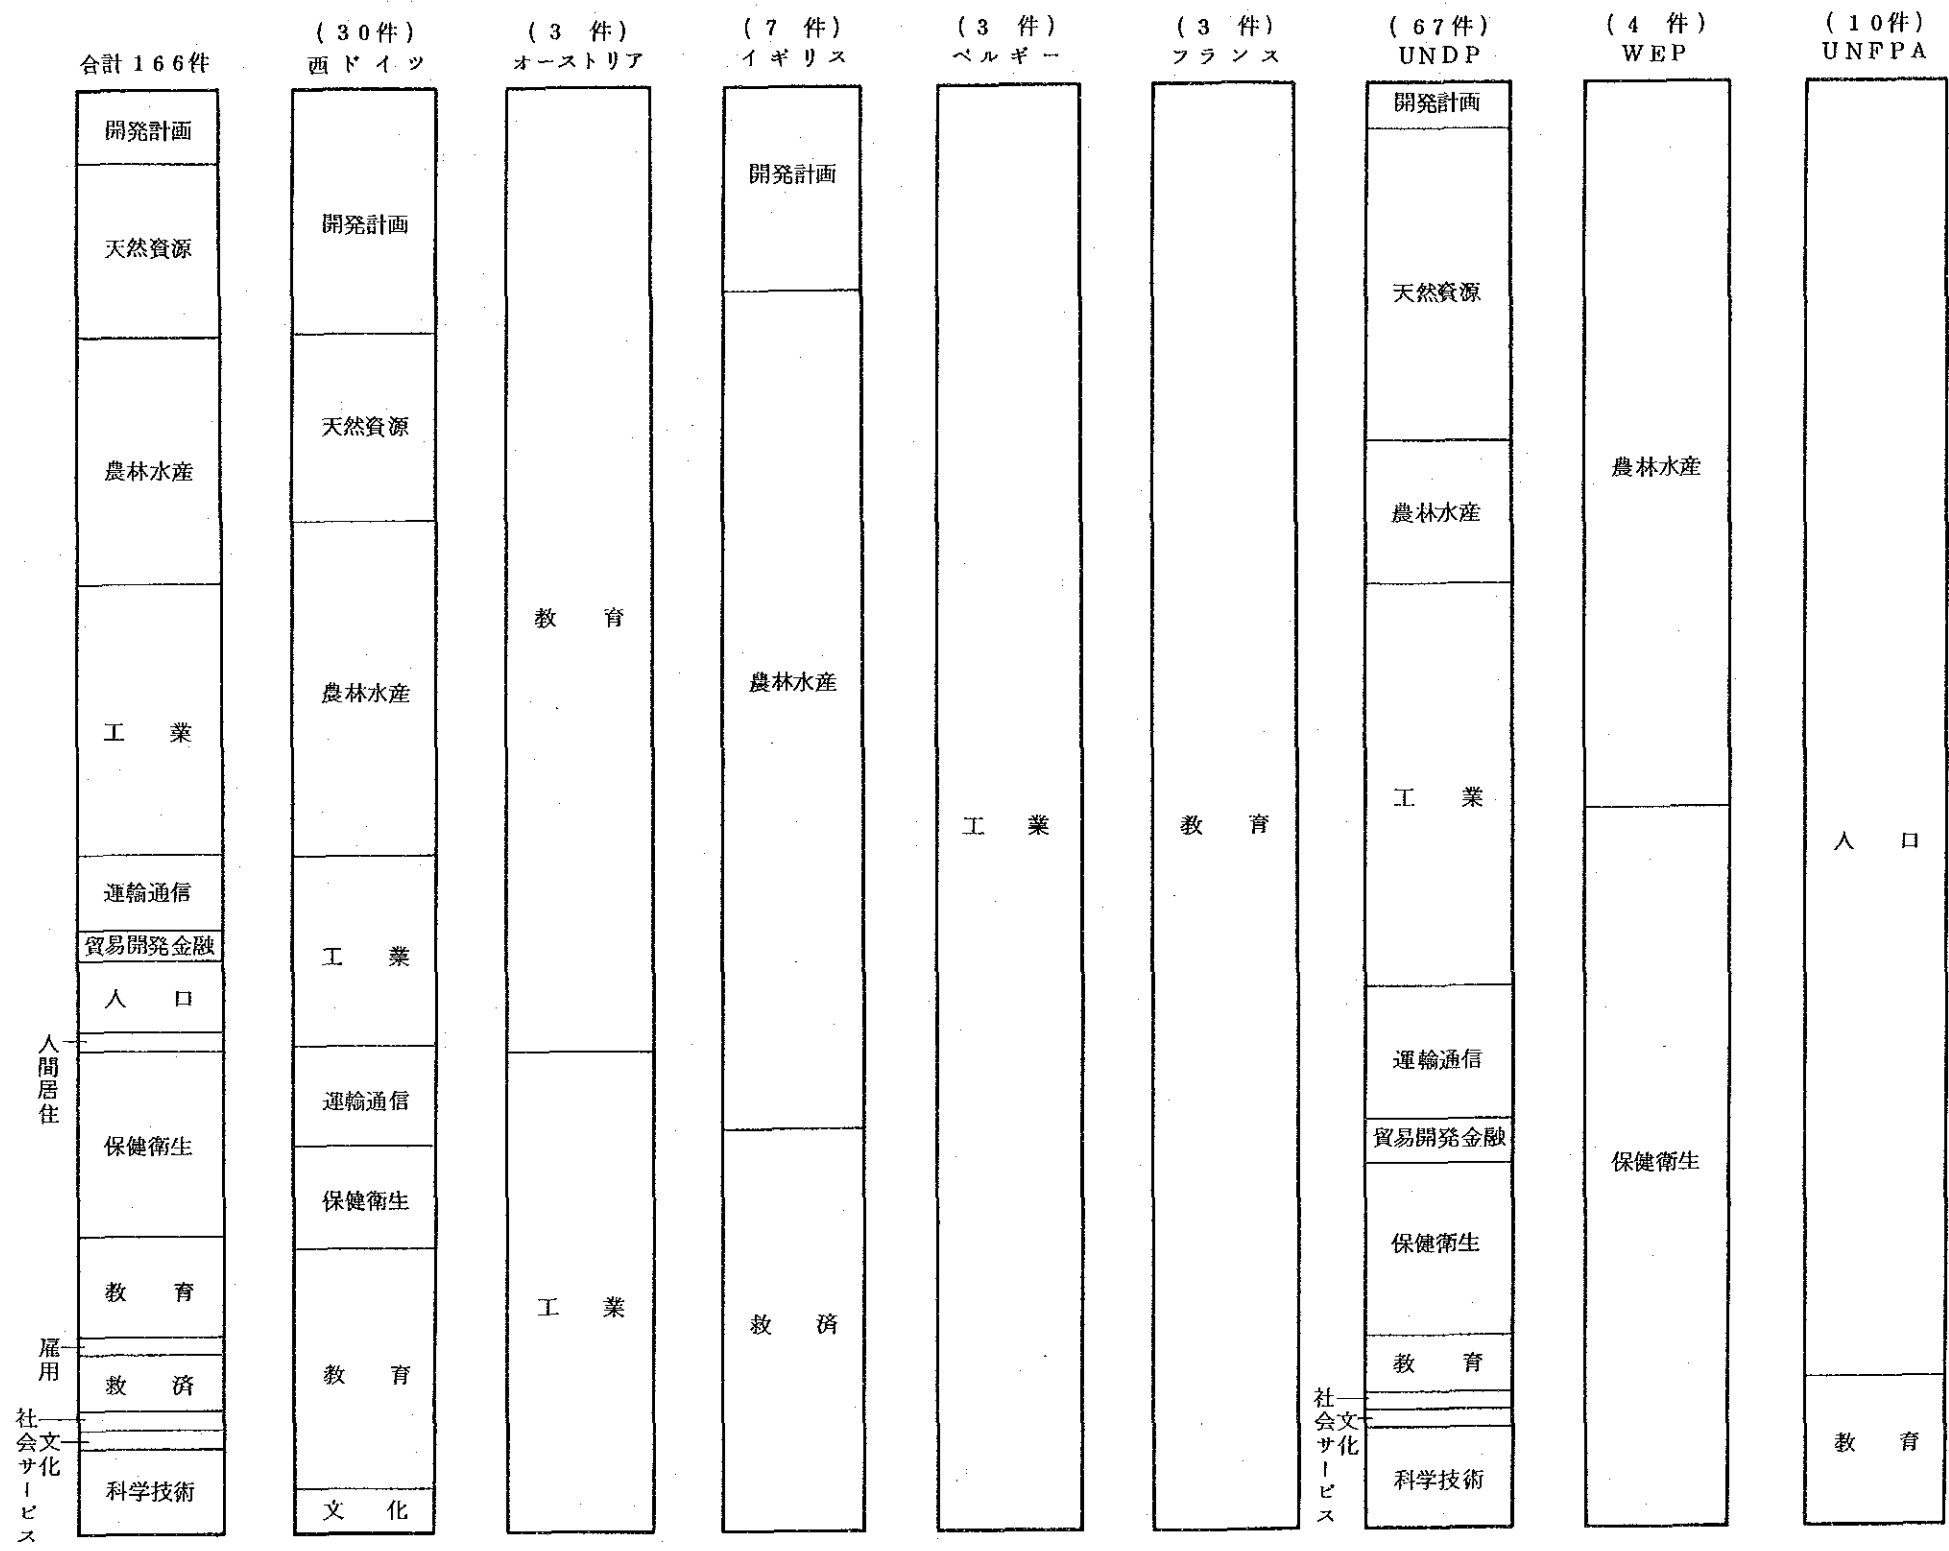 合計166件
開発計画
天然資源
農林水産
工業
運輸通信
貿易開発金融
人口
人間居住
保健衛生
教育
雇用
救済
社会サービス
文化
科学技術
(30件)
西ドイツ
開発計画
天然資源
農林水産
工業
運輸通信
保健衛生
教育
文化
(3件)
オーストリア
教育
工業
(7件)
イギリス
開発計画
農林水産
救済
(3件)
ベルギー
工業
(3件)
フランス
教育
(67件)
UNDP
開発計画
天然資源
農林水産
工業
運輸通信
貿易開発金融
保健衛生
教育
社会サービス
文化
科学技術
(4件)
WEP
農林水産
保健衛生
(10件)
UNFPA
人口
教育